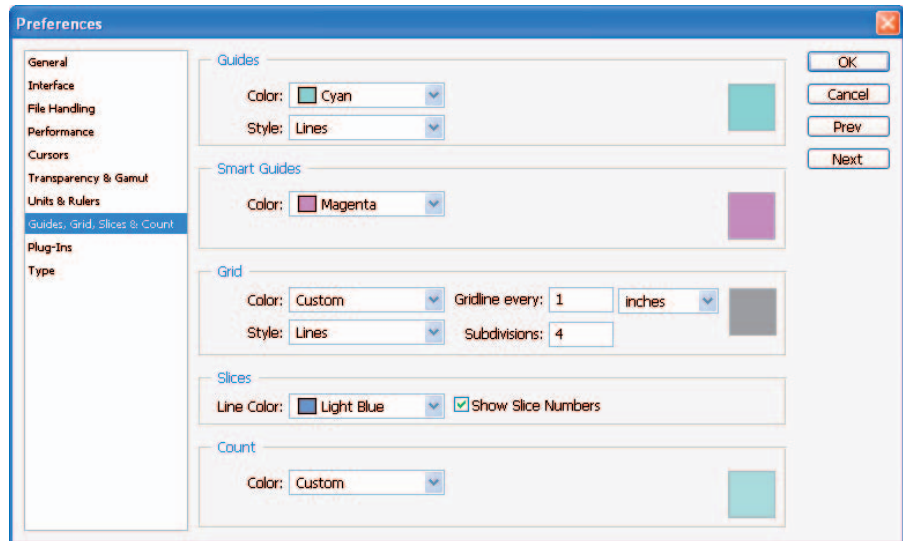 Preferences
General
Interface
File Handling
Performance
Cursors
Transparency & Gamut
Units & Rulers
Guides, Grid, Slices & Count
Plug-Ins
Type
Guides
Color: Cyan
Style: Lines
Smart Guides
Color: Magenta
Grid
Color: Custom Gridline every: 1 inches
Style: Lines Subdivisions: 4
Slices
Line Color: Light Blue Show Slice Numbers
Count
Color: Custom
OK
Cancel
Prev
Next